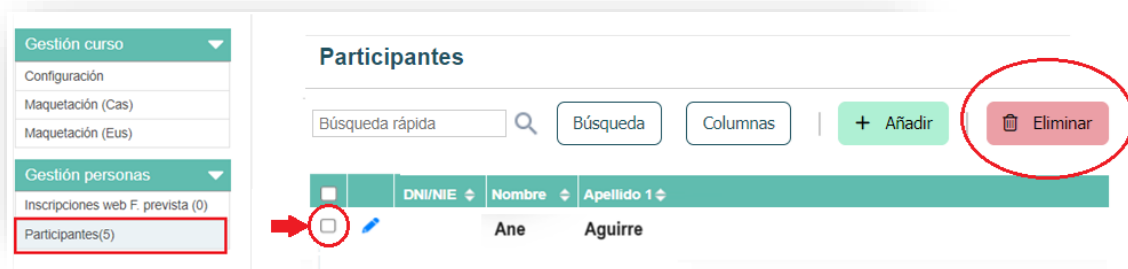 Gestión curso
Configuración
Maquetación (Cas)
Maquetación (Eus)
Gestión personas
Inscripciones web F. prevista (0)
Participantes(5)
Participantes
Búsqueda rápida Búsqueda Columnas + Añadir Eliminar
DNI/NIE Nombre Apellido 1
Ane Aguirre